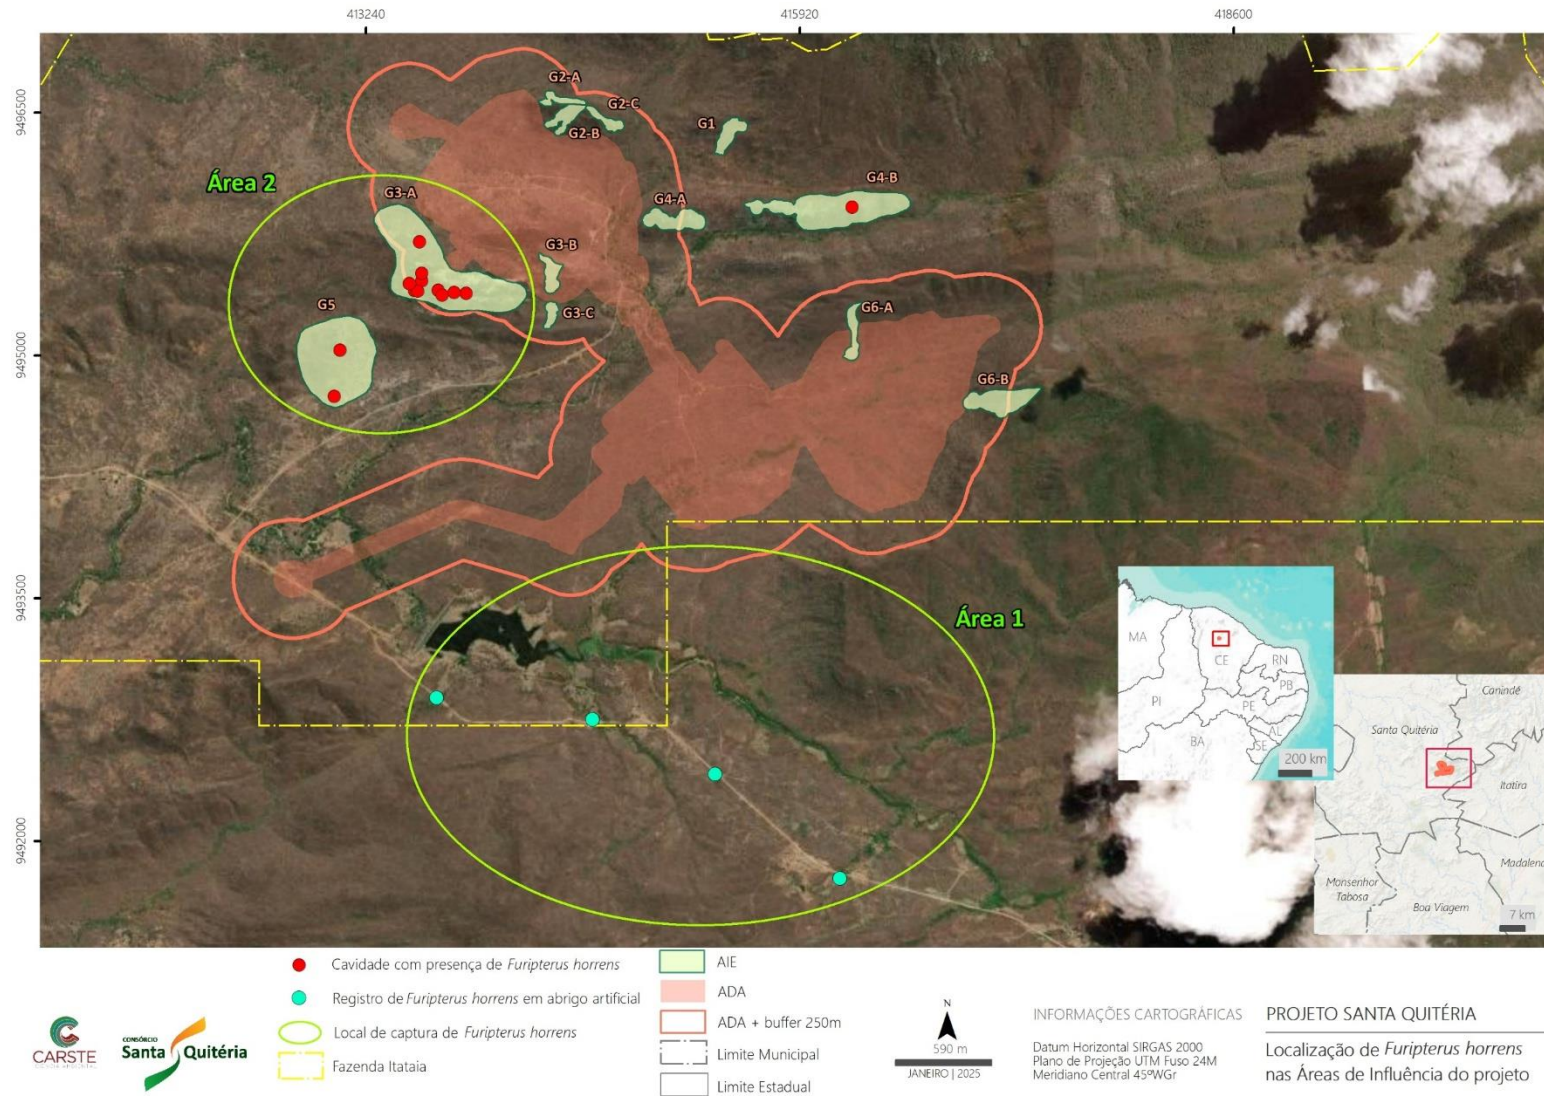 413240
415920
418600
9496500
9495000
9493500
9492000
G2-A
G2-C
G2-B
G1
Área 2
G3-A
G4-B
G4-A
G3-B
G5
G3-C
G6-A
G6-B
Área 1
MA
CE
RN
PB
PI
PE
AL
SE
BA
200 km
Canindé
Santa Quitéria
Itatira
Madalena
Monsenhor
Tabosa
Boa Viagem
7 km
Cavidade com presença de Furipterus horrens
Registro de Furipterus horrens em abrigo artificial
Local de captura de Furipterus horrens
Fazenda Itataia
AIE
ADA
ADA + buffer 250m
Limite Municipal
Limite Estadual
CARSTE
CONSÓRCIO
Santa Quitéria
N
590 m
JANEIRO | 2025
INFORMAÇÕES CARTOGRÁFICAS
Datum Horizontal SIRGAS 2000
Plano de Projeção UTM Fuso 24M
Meridiano Central 45ºWGr
PROJETO SANTA QUITÉRIA
Localização de Furipterus horrens
nas Áreas de Influência do projeto